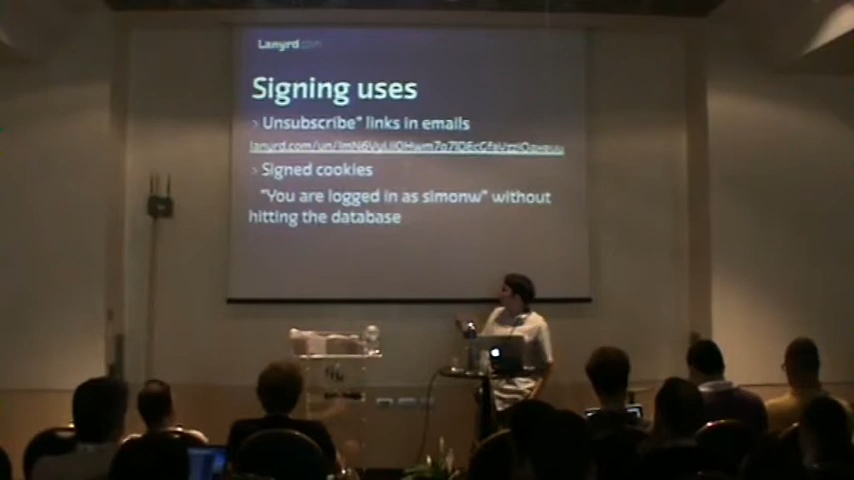 Lanyrd.com
Signing uses
> Unsubscribe" links in emails
> Signed cookies
"You are logged in as simonw" without
hitting the database